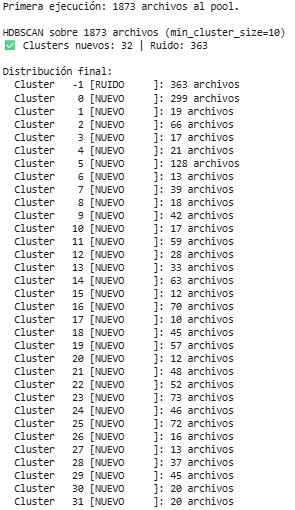 Primera ejecución: 1873 archivos al pool.

HDBSCAN sobre 1873 archivos (min_cluster_size=10)
✅ Clusters nuevos: 32 | Ruido: 363

Distribución final:
  Cluster   -1 [RUIDO     ]: 363 archivos
  Cluster    0 [NUEVO     ]: 299 archivos
  Cluster    1 [NUEVO     ]: 19 archivos
  Cluster    2 [NUEVO     ]: 66 archivos
  Cluster    3 [NUEVO     ]: 17 archivos
  Cluster    4 [NUEVO     ]: 21 archivos
  Cluster    5 [NUEVO     ]: 128 archivos
  Cluster    6 [NUEVO     ]: 13 archivos
  Cluster    7 [NUEVO     ]: 39 archivos
  Cluster    8 [NUEVO     ]: 18 archivos
  Cluster    9 [NUEVO     ]: 42 archivos
  Cluster   10 [NUEVO     ]: 17 archivos
  Cluster   11 [NUEVO     ]: 59 archivos
  Cluster   12 [NUEVO     ]: 28 archivos
  Cluster   13 [NUEVO     ]: 33 archivos
  Cluster   14 [NUEVO     ]: 63 archivos
  Cluster   15 [NUEVO     ]: 12 archivos
  Cluster   16 [NUEVO     ]: 70 archivos
  Cluster   17 [NUEVO     ]: 10 archivos
  Cluster   18 [NUEVO     ]: 45 archivos
  Cluster   19 [NUEVO     ]: 57 archivos
  Cluster   20 [NUEVO     ]: 12 archivos
  Cluster   21 [NUEVO     ]: 48 archivos
  Cluster   22 [NUEVO     ]: 52 archivos
  Cluster   23 [NUEVO     ]: 73 archivos
  Cluster   24 [NUEVO     ]: 46 archivos
  Cluster   25 [NUEVO     ]: 72 archivos
  Cluster   26 [NUEVO     ]: 16 archivos
  Cluster   27 [NUEVO     ]: 13 archivos
  Cluster   28 [NUEVO     ]: 37 archivos
  Cluster   29 [NUEVO     ]: 45 archivos
  Cluster   30 [NUEVO     ]: 20 archivos
  Cluster   31 [NUEVO     ]: 20 archivos